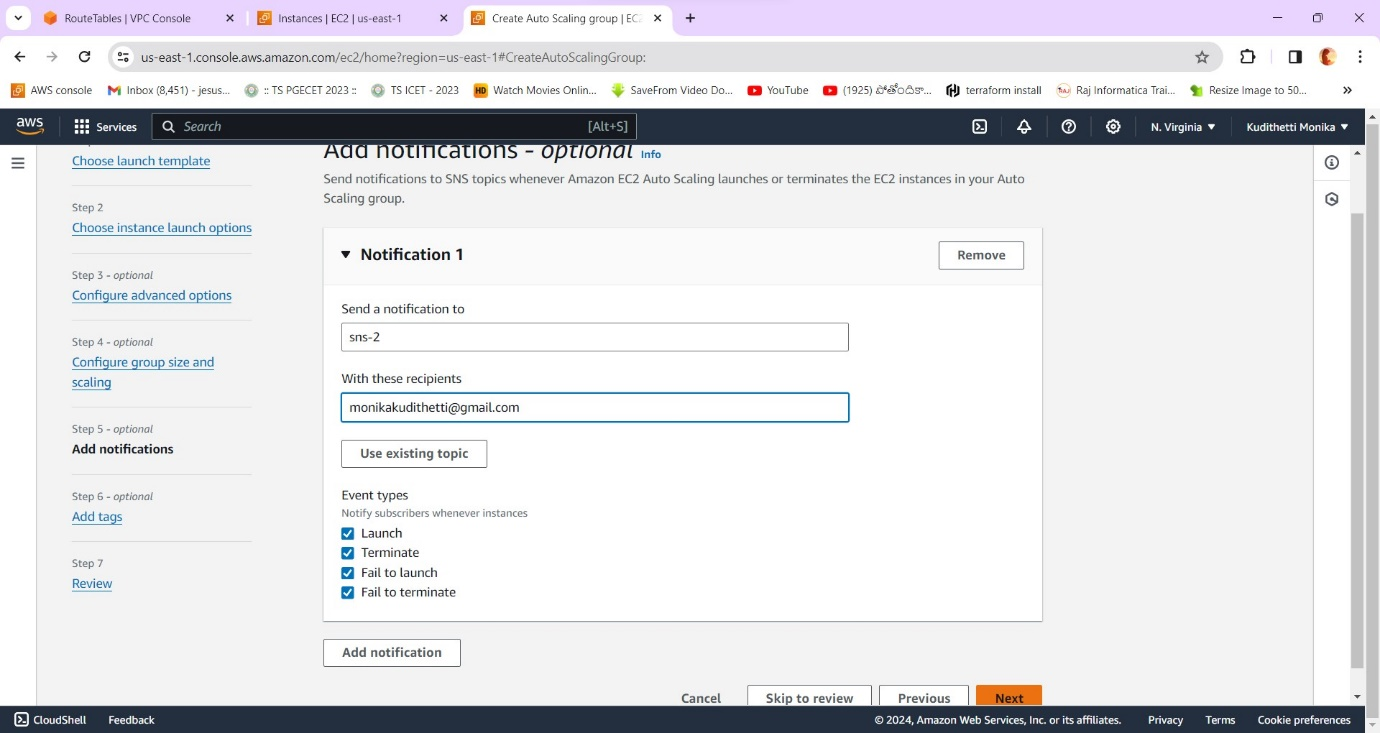 RouteTables | VPC Console
Instances | EC2 | us-east-1
Create Auto Scaling group | EC
us-east-1.console.aws.amazon.com/ec2/home?region=us-east-1#CreateAutoScalingGroup:
AWS console
Inbox (8,451) - jesus...
:: TS PGECET 2023 ::
TS ICET - 2023
HD
Watch Movies Onlin...
SaveFrom Video Do...
YouTube
(1925)
terraform install
Raj Informatica Trai...
Resize Image to 50...
aws
Services
Search
[Alt+S]
N. Virginia
Kudithetti Monika
Choose launch template
Step 2
Choose instance launch options
Step 3 - optional
Configure advanced options
Step 4 - optional
Configure group size and
scaling
Step 5 - optional
Add notifications
Step 6 - optional
Add tags
Step 7
Review
Add notifications - optional Info
Send notifications to SNS topics whenever Amazon EC2 Auto Scaling launches or terminates the EC2 instances in your Auto
Scaling group.
Notification 1
Remove
Send a notification to
sns-2
With these recipients
monikakudithetti@gmail.com
Use existing topic
Event types
Notify subscribers whenever instances
Launch
Terminate
Fail to launch
Fail to terminate
Add notification
Cancel
Skip to review
Previous
Next
CloudShell
Feedback
© 2024, Amazon Web Services, Inc. or its affiliates.
Privacy
Terms
Cookie preferences